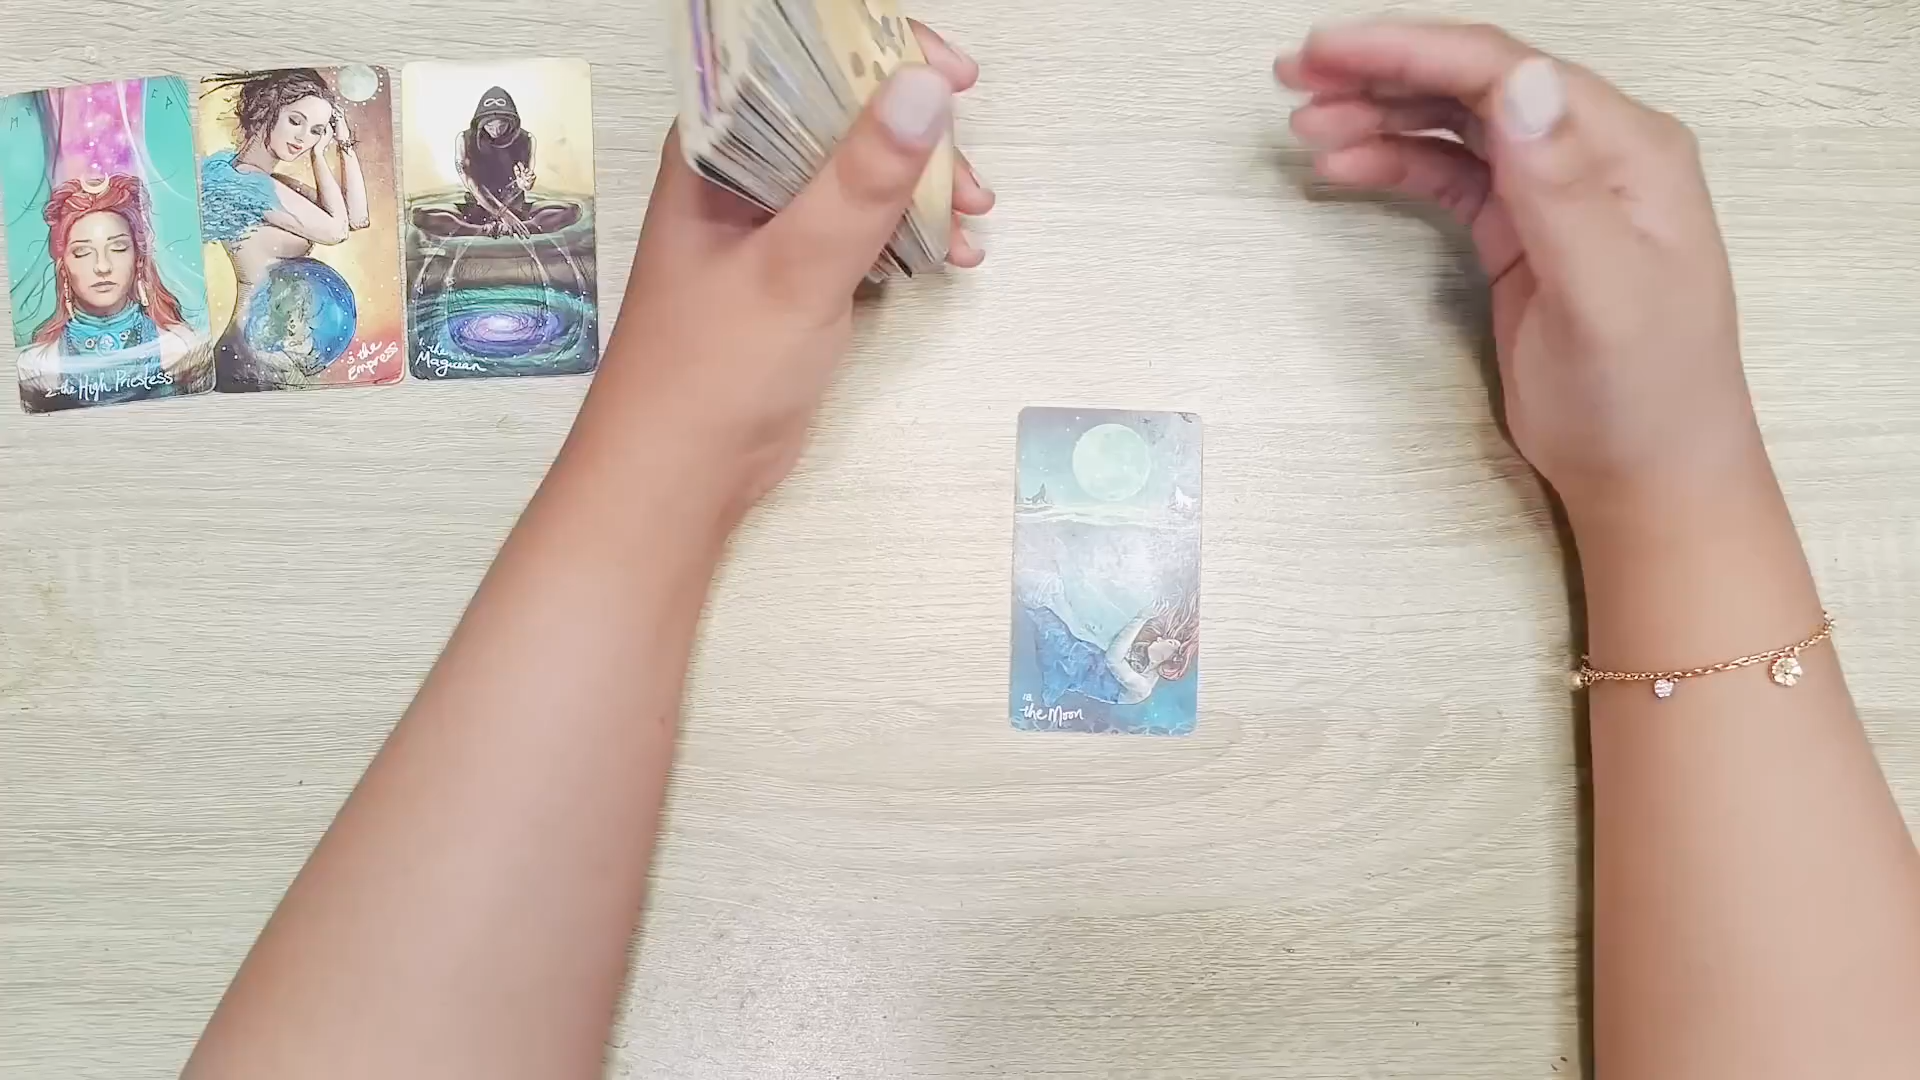 2. the High Priestess
3 the
Empress
1. the
Magician
18
the Moon